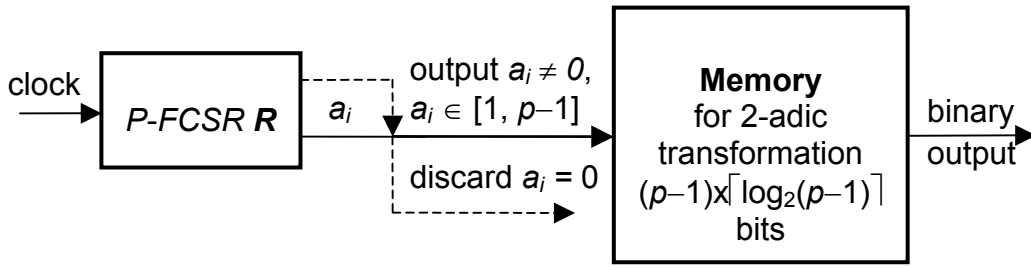 clock
P-FCSR R
a_i
output a_i ≠ 0,
a_i ∈ [1, p−1]
discard a_i = 0
Memory
for 2-adic
transformation
(p−1)x⌈log₂(p−1)⌉
bits
binary
output